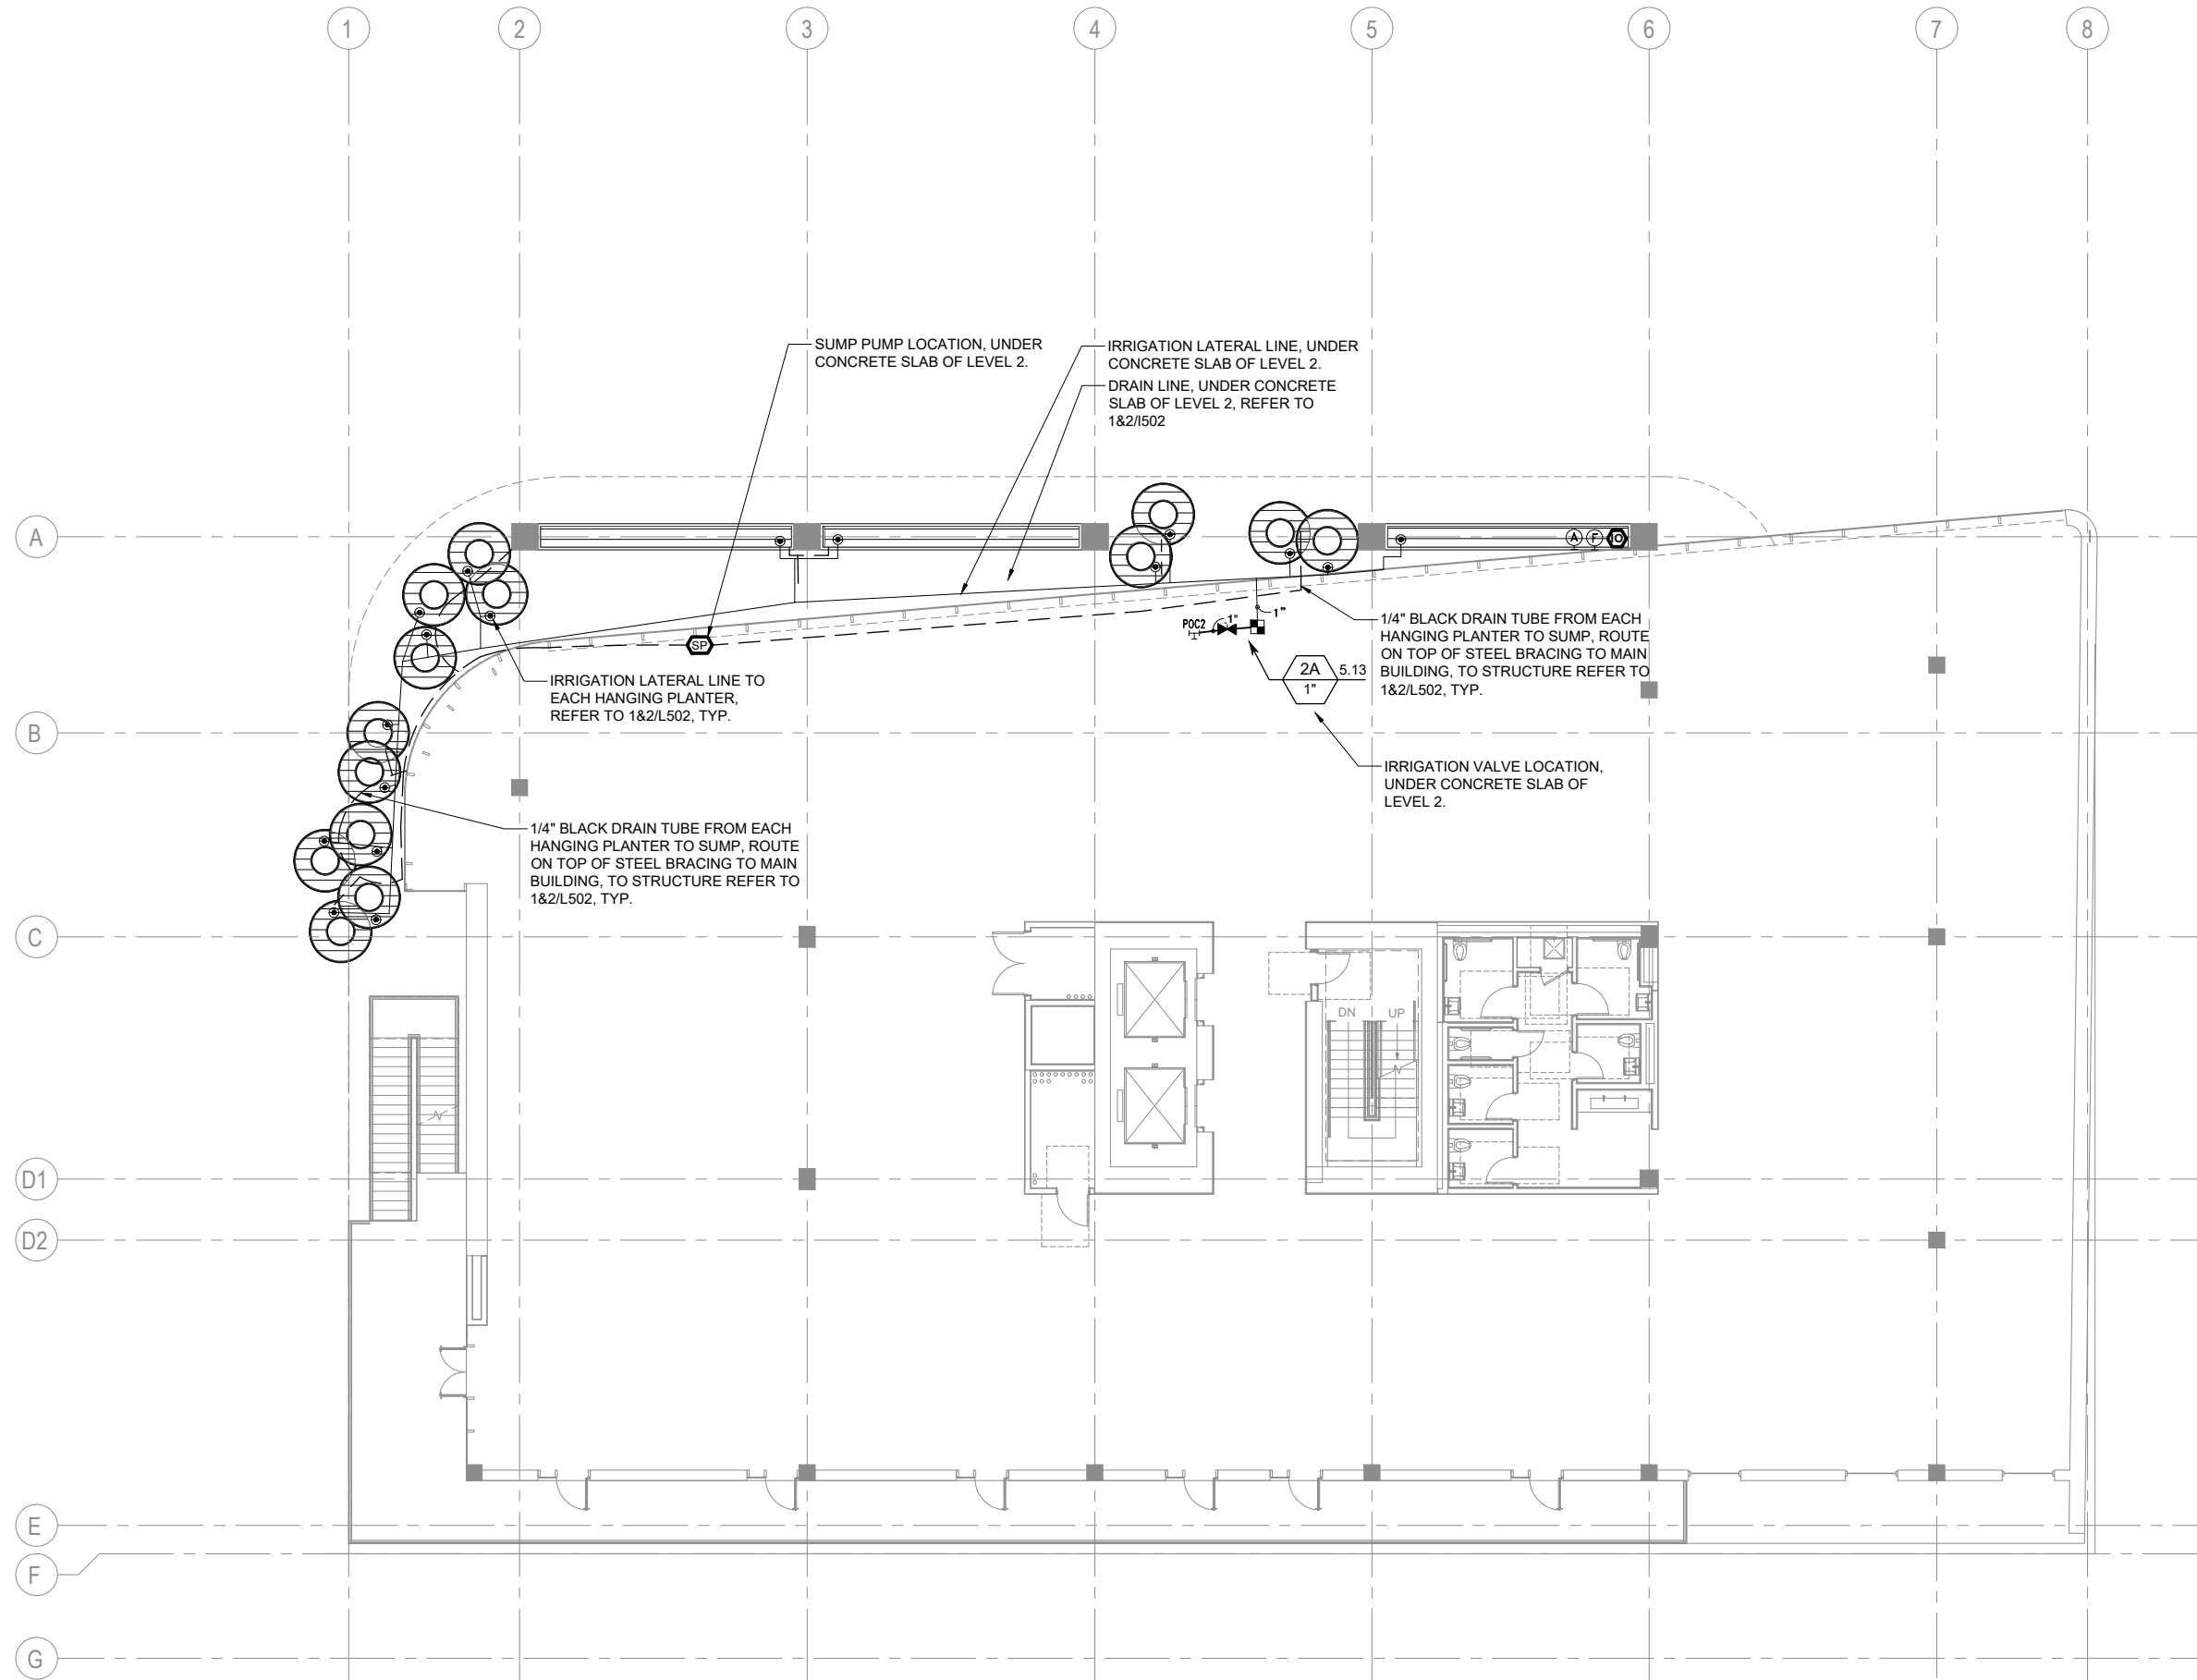 1
2
3
4
5
6
7
8
SUMP PUMP LOCATION, UNDER
CONCRETE SLAB OF LEVEL 2.
IRRIGATION LATERAL LINE, UNDER
CONCRETE SLAB OF LEVEL 2.
DRAIN LINE, UNDER CONCRETE
SLAB OF LEVEL 2, REFER TO
1&2/I502
A
A
F
IO
SP
POC2
1"
1"
1/4" BLACK DRAIN TUBE FROM EACH
HANGING PLANTER TO SUMP, ROUTE
ON TOP OF STEEL BRACING TO MAIN
BUILDING, TO STRUCTURE REFER TO
1&2/L502, TYP.
2A
5.13
1"
IRRIGATION LATERAL LINE TO
EACH HANGING PLANTER,
REFER TO 1&2/L502, TYP.
B
IRRIGATION VALVE LOCATION,
UNDER CONCRETE SLAB OF
LEVEL 2.
1/4" BLACK DRAIN TUBE FROM EACH
HANGING PLANTER TO SUMP, ROUTE
ON TOP OF STEEL BRACING TO MAIN
BUILDING, TO STRUCTURE REFER TO
1&2/L502, TYP.
C
DN
UP
D1
D2
E
F
G